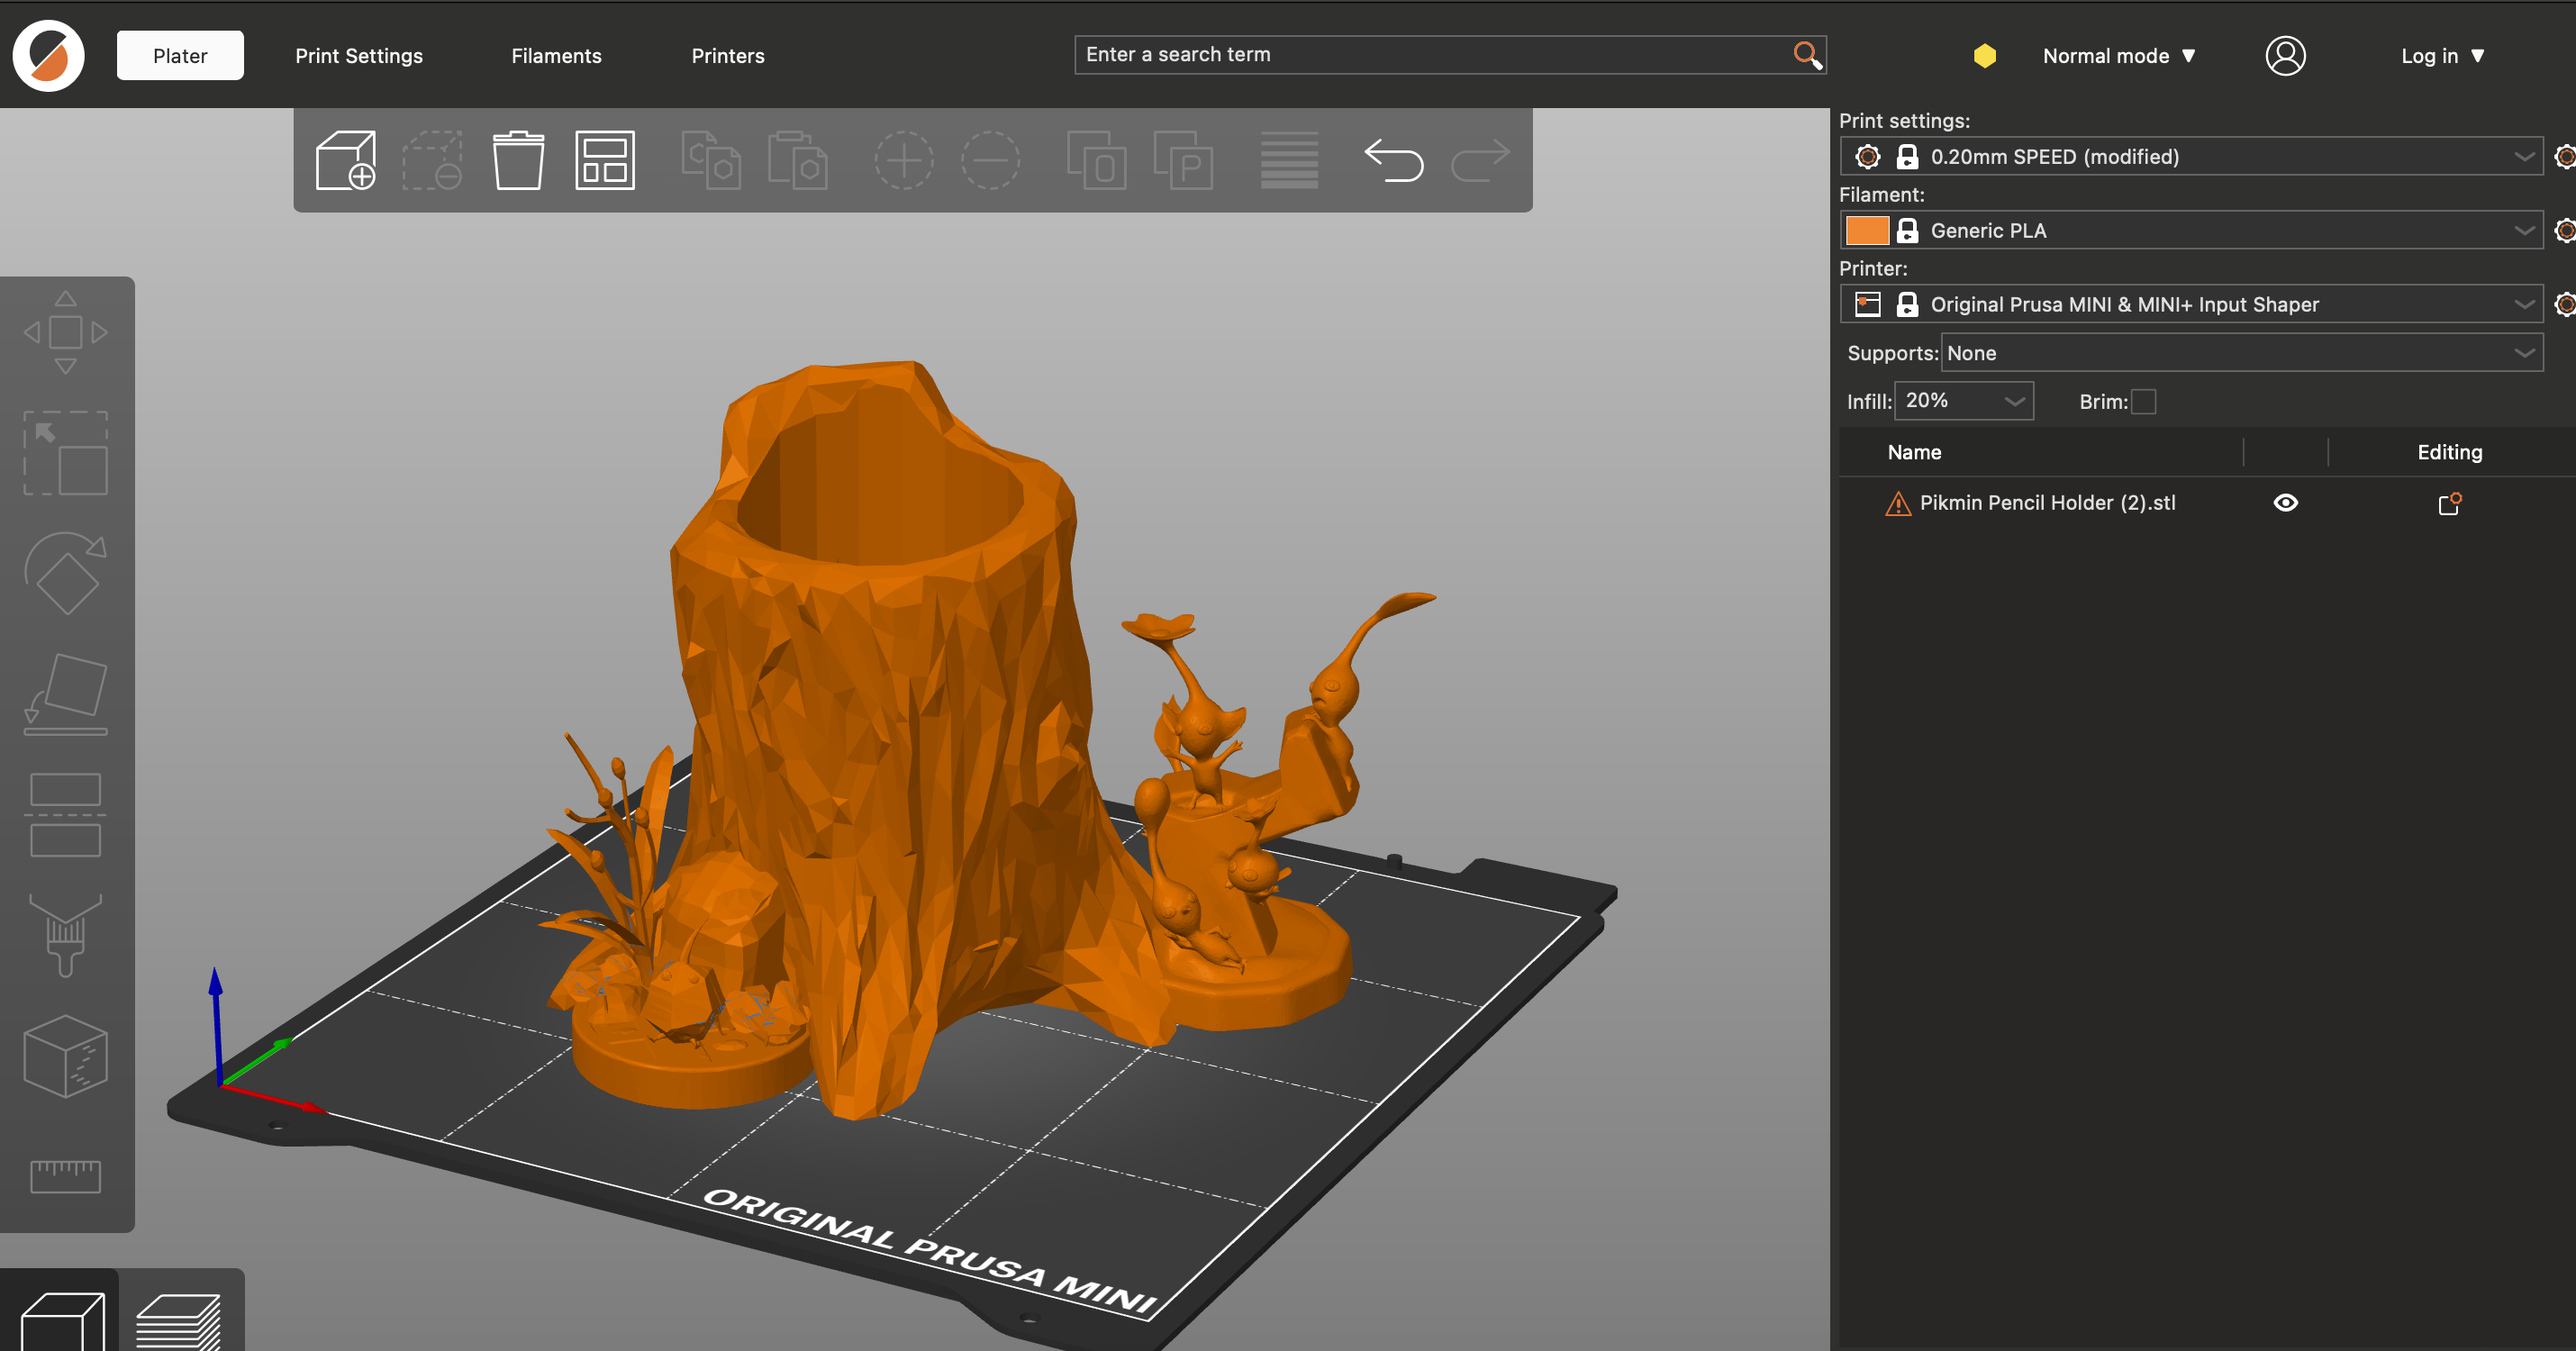 Plater Print Settings Filaments Printers Enter a search term Normal mode Log in
Print settings:
0.20mm SPEED (modified)
Filament:
Generic PLA
Printer:
Original Prusa MINI & MINI+ Input Shaper
Supports: None
Infill: 20% Brim:
Name Editing
Pikmin Pencil Holder (2).stl
ORIGINAL PRUSA MINI